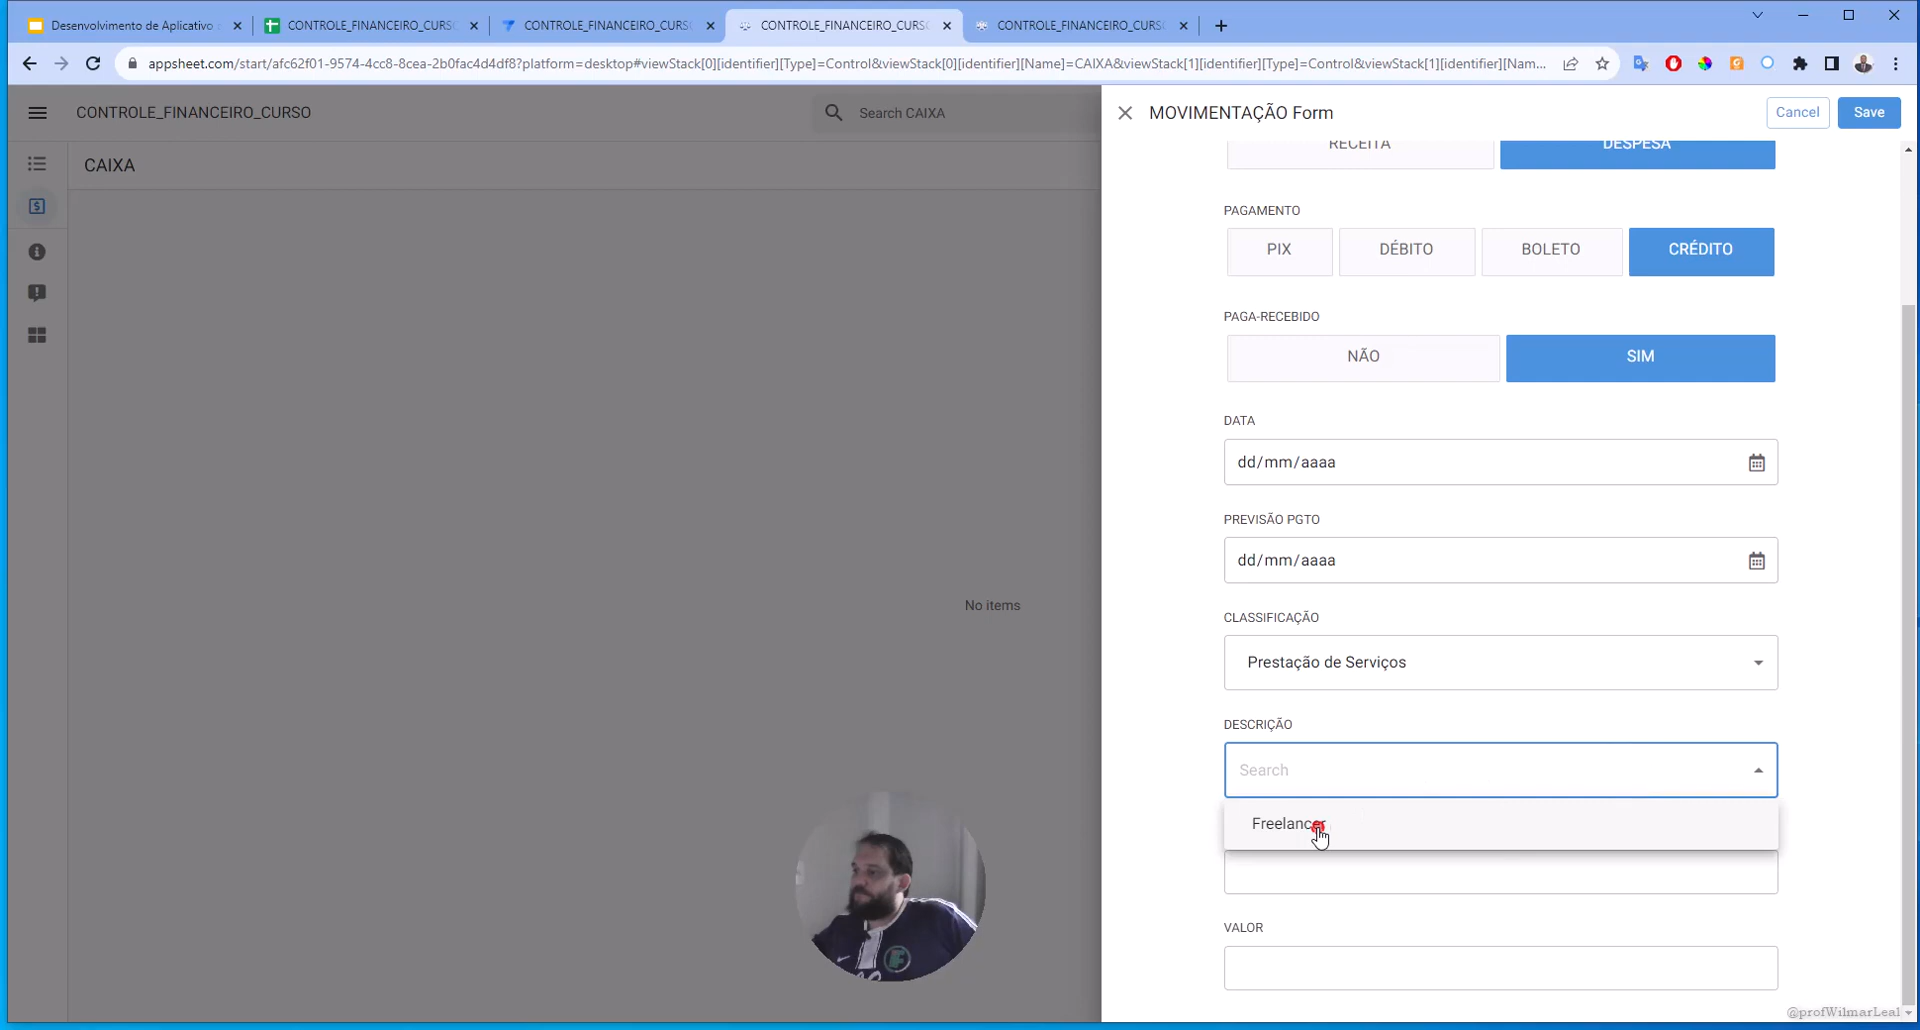 Desenvolvimento de Aplicativo
CONTROLE_FINANCEIRO_CURSO
CONTROLE_FINANCEIRO_CURSO
CONTROLE_FINANCEIRO_CURSO
CONTROLE_FINANCEIRO_CURSO
appsheet.com/start/afc62f01-9574-4cc8-8cea-2b0fac4d4df8?platform=desktop#viewStack[0][identifier][Type]=Control&viewStack[0][identifier][Name]=CAIXA&viewStack[1][identifier][Type]=Control&viewStack[1][identifier][Nam...
CONTROLE_FINANCEIRO_CURSO
Search CAIXA
MOVIMENTAÇÃO Form
Cancel
Save
CAIXA
No items
RECEITA
DESPESA
PAGAMENTO
PIX
DÉBITO
BOLETO
CRÉDITO
PAGA-RECEBIDO
NÃO
SIM
DATA
dd/mm/aaaa
PREVISÃO PGTO
dd/mm/aaaa
CLASSIFICAÇÃO
Prestação de Serviços
DESCRIÇÃO
Search
Freelancer
VALOR
@profWilmarLeal